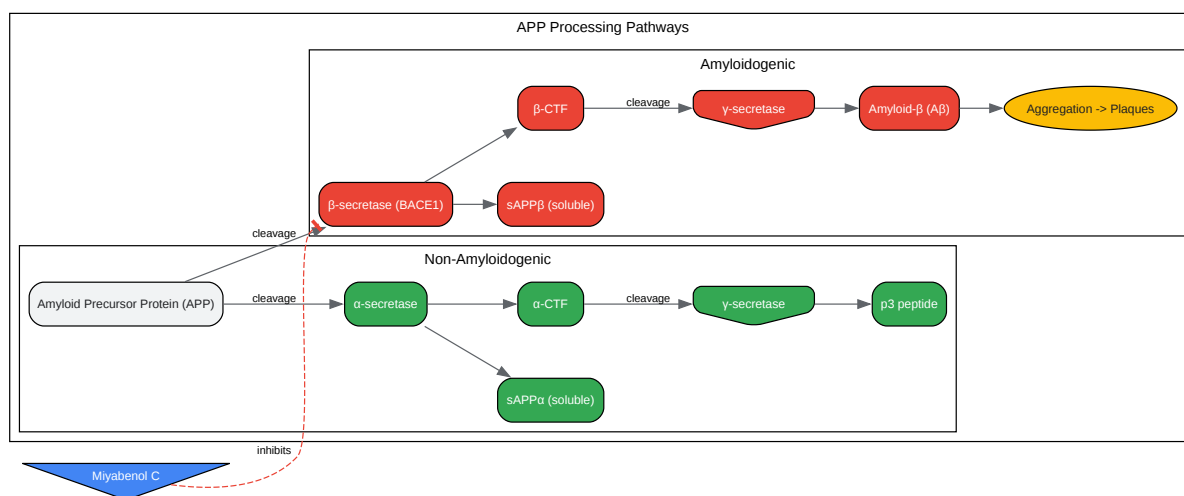 APP Processing Pathways
Amyloidogenic
β-CTF
cleavage
γ-secretase
Amyloid-β (Aβ)
Aggregation -> Plaques
β-secretase (BACE1)
sAPPβ (soluble)
cleavage
Non-Amyloidogenic
Amyloid Precursor Protein (APP)
cleavage
α-secretase
α-CTF
cleavage
γ-secretase
p3 peptide
sAPPα (soluble)
inhibits
Miyabenol C